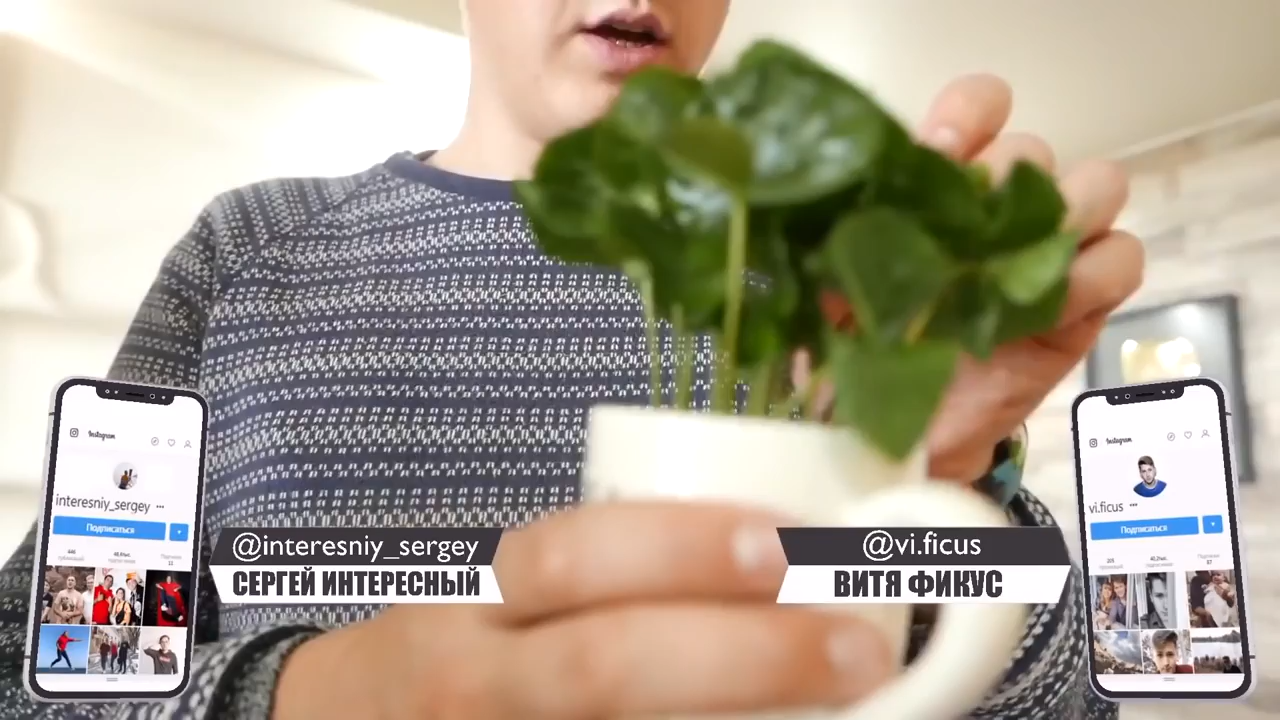 Instagram
interesniy_sergey ...
Подписаться
@interesniy_sergey
СЕРГЕЙ ИНТЕРЕСНЫЙ
@vi.ficus
ВИТЯ ФИКУС
Instagram
vi.ficus ...
Подписаться